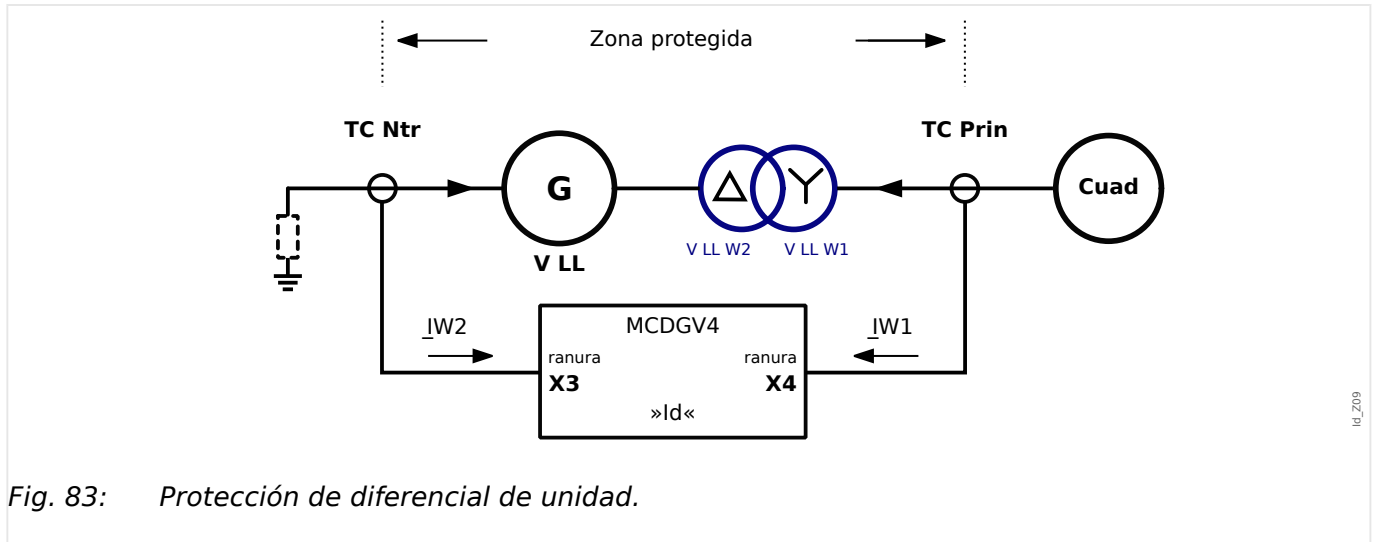 Zona protegida
TC Ntr
TC Prin
G
Cuad
V LL
V LL W2
V LL W1
_IW2
MCDGV4
_IW1
ranura
ranura
X3
X4
»Id«
Id_Z09
Fig. 83: Protección de diferencial de unidad.